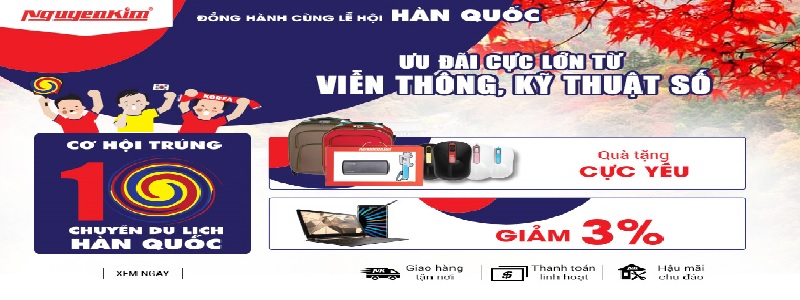 NguyenKim
ĐỒNG HÀNH CÙNG LỄ HỘI HÀN QUỐC
ƯU ĐÃI CỰC LỚN TỪ
VIỄN THÔNG, KỸ THUẬT SỐ
KOREA
CƠ HỘI TRÚNG
10
CHUYẾN DU LỊCH
HÀN QUỐC
XEM NGAY
NGUYENKIM
Quà tặng
CỰC YÊU
GIẢM 3%
NK
Giao hàng
tận nơi
$
Thanh toán
linh hoạt
Hậu mãi
chu đáo